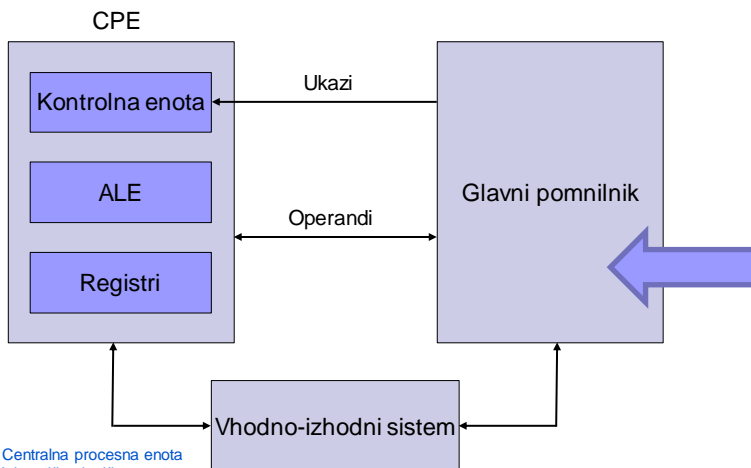 CPE
Kontrolna enota
Ukazi
ALE
Glavni pomnilnik
Operandi
Registri
Vhodno-izhodni sistem
Centralna procesna enota